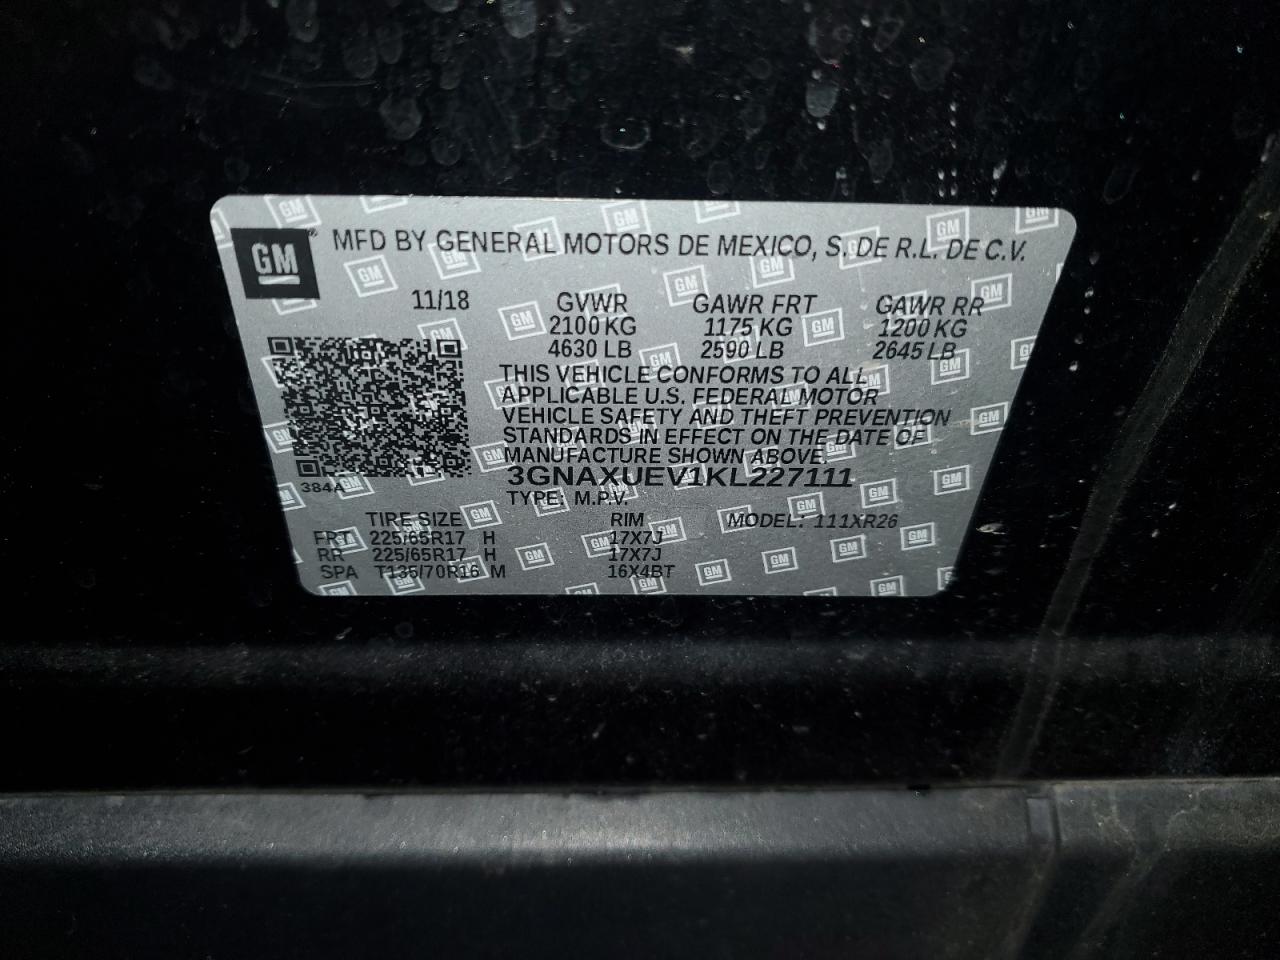 GM MFD BY GENERAL MOTORS DE MEXICO, S. DE R.L. DE C.V.
11/18 GVWR GAWR FRT GAWR RR
2100 KG 1175 KG 1200 KG
4630 LB 2590 LB 2645 LB
THIS VEHICLE CONFORMS TO ALL
APPLICABLE U.S. FEDERAL MOTOR
VEHICLE SAFETY AND THEFT PREVENTION
STANDARDS IN EFFECT ON THE DATE OF
MANUFACTURE SHOWN ABOVE.
3GNAXUEV1KL227111
384A
TYPE: M.P.V.
TIRE SIZE RIM MODEL: 111XR26
FRT 225/65R17 H 17X7J
RR 225/65R17 H 17X7J
SPA T135/70R16 M 16X4BT